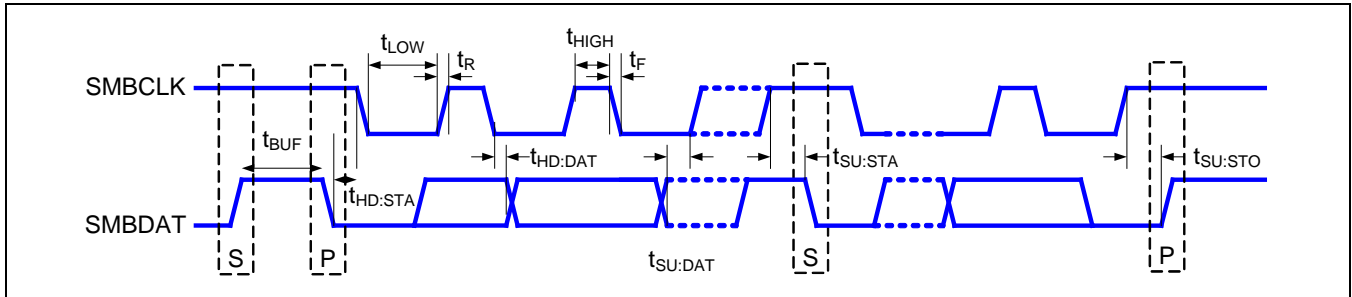 tLOW
tHIGH
tR
tF
SMBCLK
tBUF
tHD:STA
tHD:DAT
tSU:STA
tSU:STO
SMBDAT
tSU:DAT
S
P
S
P